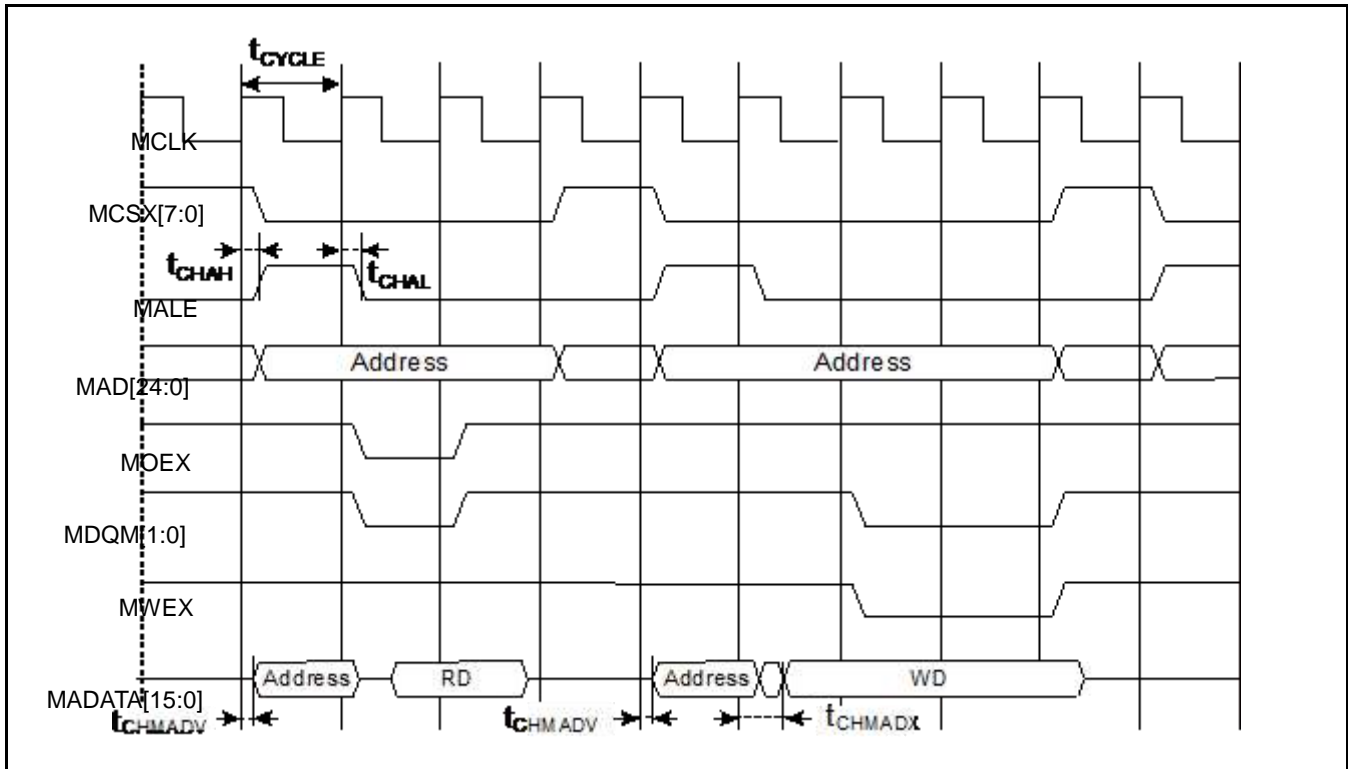 tCYCLE
MCLK
MCSX[7:0]
tCHAH
tCHAL
MALE
Address
Address
MAD[24:0]
MOEX
MDQM[1:0]
MWEX
Address
RD
Address
WD
MADATA[15:0]
tCHMADV
tCHMADV
tCHMADX